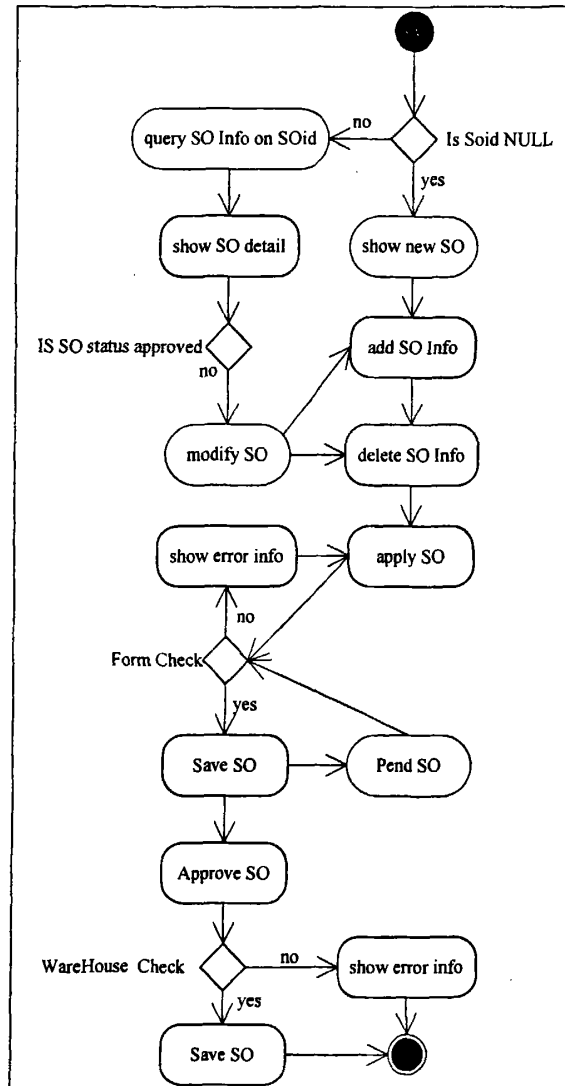 no
query SO Info on SOid
Is Soid NULL
yes
show SO detail
show new SO
IS SO status approved
no
add SO Info
modify SO
delete SO Info
show error info
apply SO
no
Form Check
yes
Save SO
Pend SO
Approve SO
WareHouse Check
no
show error info
yes
Save SO